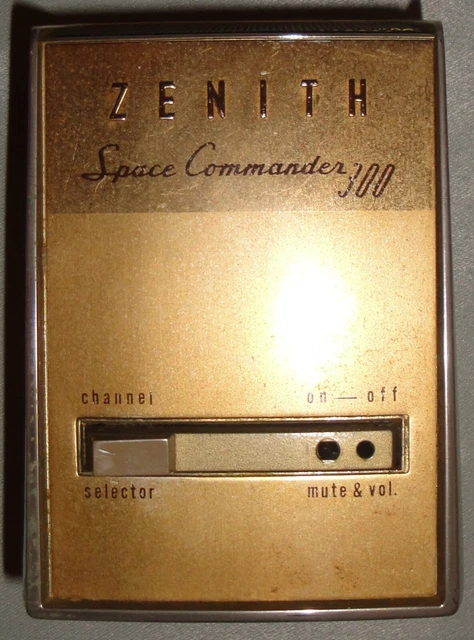 ZENITH
Space Commander 300
channel on — off
selector mute & vol.